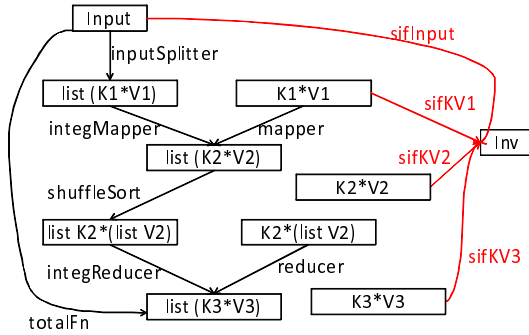 Input
sifInput
inputSplitter
list (K1*V1)
K1*V1
sifKV1
integMapper
mapper
Inv
list (K2*V2)
sifKV2
K2*V2
shuffleSort
list K2*(list V2)
K2*(list V2)
sifKV3
integReducer
reducer
list (K3*V3)
K3*V3
totalFn